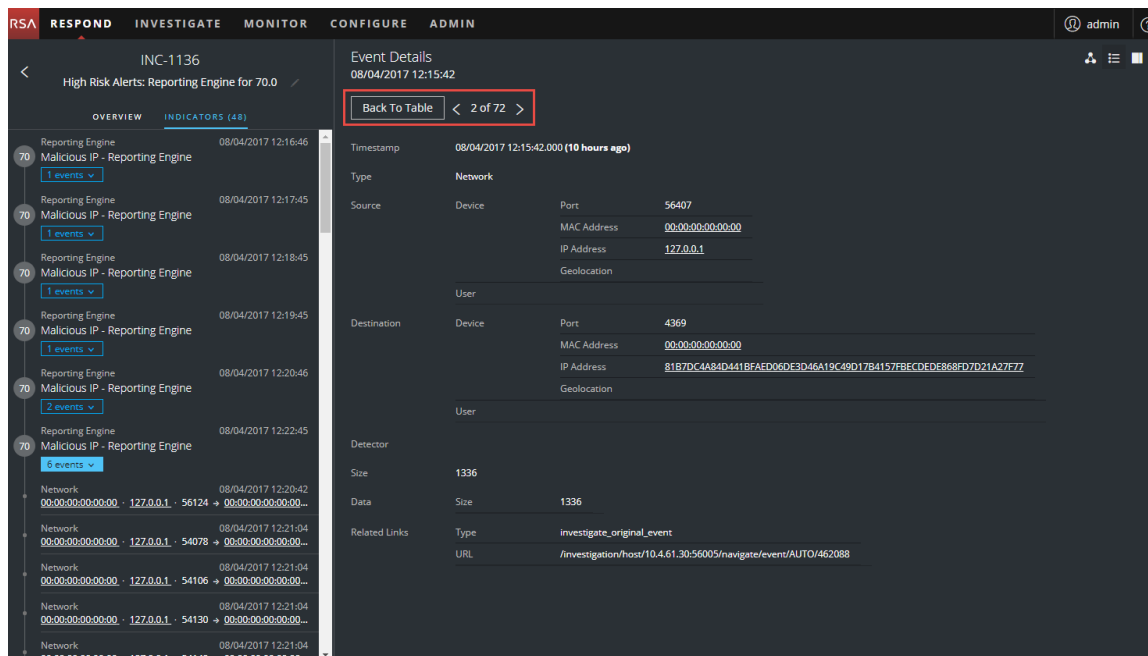 RSA RESPOND INVESTIGATE MONITOR CONFIGURE ADMIN admin
INC-1136
High Risk Alerts: Reporting Engine for 70.0
OVERVIEW INDICATORS (48)
Reporting Engine 08/04/2017 12:16:46
70 Malicious IP - Reporting Engine
1 events
Reporting Engine 08/04/2017 12:17:45
70 Malicious IP - Reporting Engine
1 events
Reporting Engine 08/04/2017 12:18:45
70 Malicious IP - Reporting Engine
1 events
Reporting Engine 08/04/2017 12:19:45
70 Malicious IP - Reporting Engine
1 events
Reporting Engine 08/04/2017 12:20:46
70 Malicious IP - Reporting Engine
2 events
Reporting Engine 08/04/2017 12:22:45
70 Malicious IP - Reporting Engine
6 events
Network 08/04/2017 12:20:42
00:00:00:00:00:00 · 127.0.0.1 · 56124 → 00:00:00:00:00:00...
Network 08/04/2017 12:21:04
00:00:00:00:00:00 · 127.0.0.1 · 54078 → 00:00:00:00:00:00...
Network 08/04/2017 12:21:04
00:00:00:00:00:00 · 127.0.0.1 · 54106 → 00:00:00:00:00:00...
Network 08/04/2017 12:21:04
00:00:00:00:00:00 · 127.0.0.1 · 54130 → 00:00:00:00:00:00...
Network 08/04/2017 12:21:04
Event Details
08/04/2017 12:15:42
Back To Table < 2 of 72 >
Timestamp 08/04/2017 12:15:42.000 (10 hours ago)
Type Network
Source Device Port 56407
MAC Address 00:00:00:00:00:00
IP Address 127.0.0.1
Geolocation
User
Destination Device Port 4369
MAC Address 00:00:00:00:00:00
IP Address 81B7DC4A84D441BFAED06DE3D46A19C49D17B4157FBECDEDE868FD7D21A27F77
Geolocation
User
Detector
Size 1336
Data Size 1336
Related Links Type investigate_original_event
URL /investigation/host/10.4.61.30:56005/navigate/event/AUTO/462088